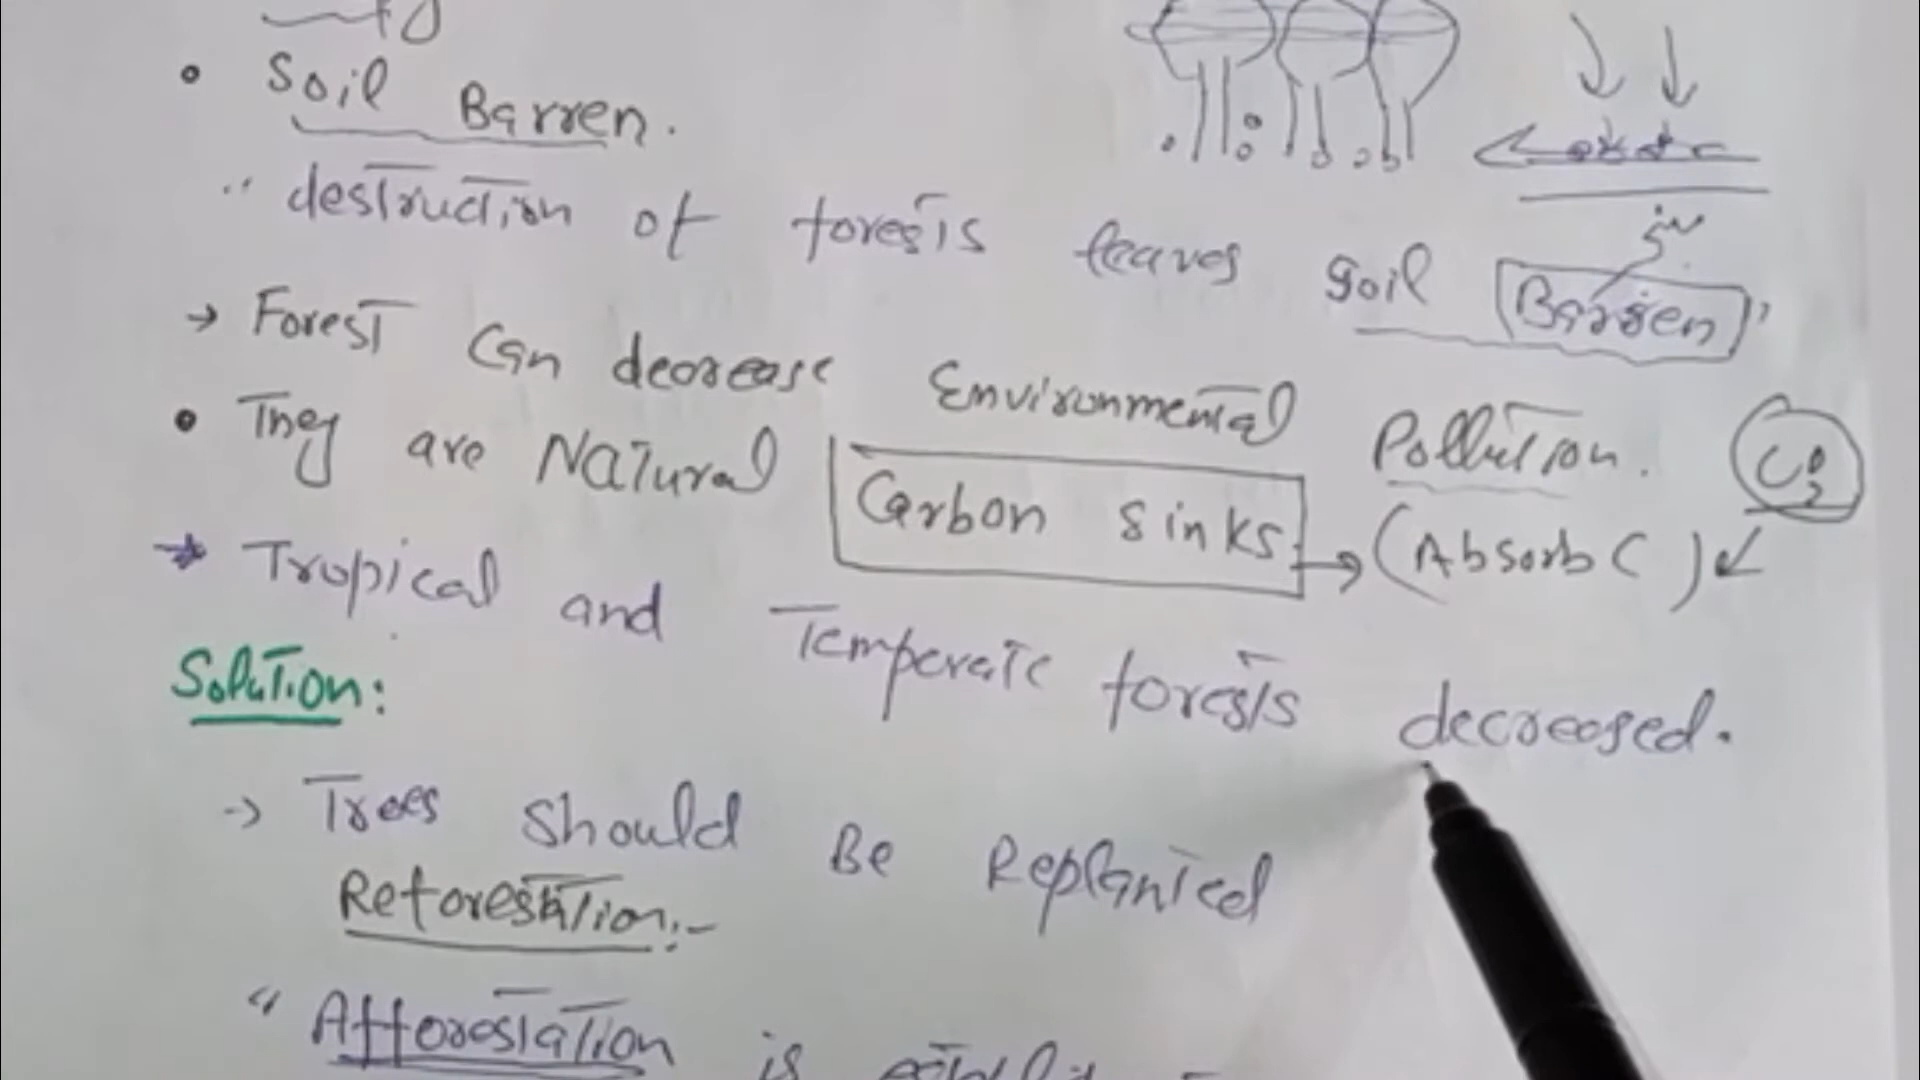 • Soil Barren.
" destruction of forests leaves soil Barren"
→ Forest can decrease Environmental Pollution.
CO2
• They are Natural Carbon sinks → (Absorb C)
→ Tropical and Temperate forests decreased.
Solution:
→ Trees should Be Replanted
Reforestation:-
" Afforestation is